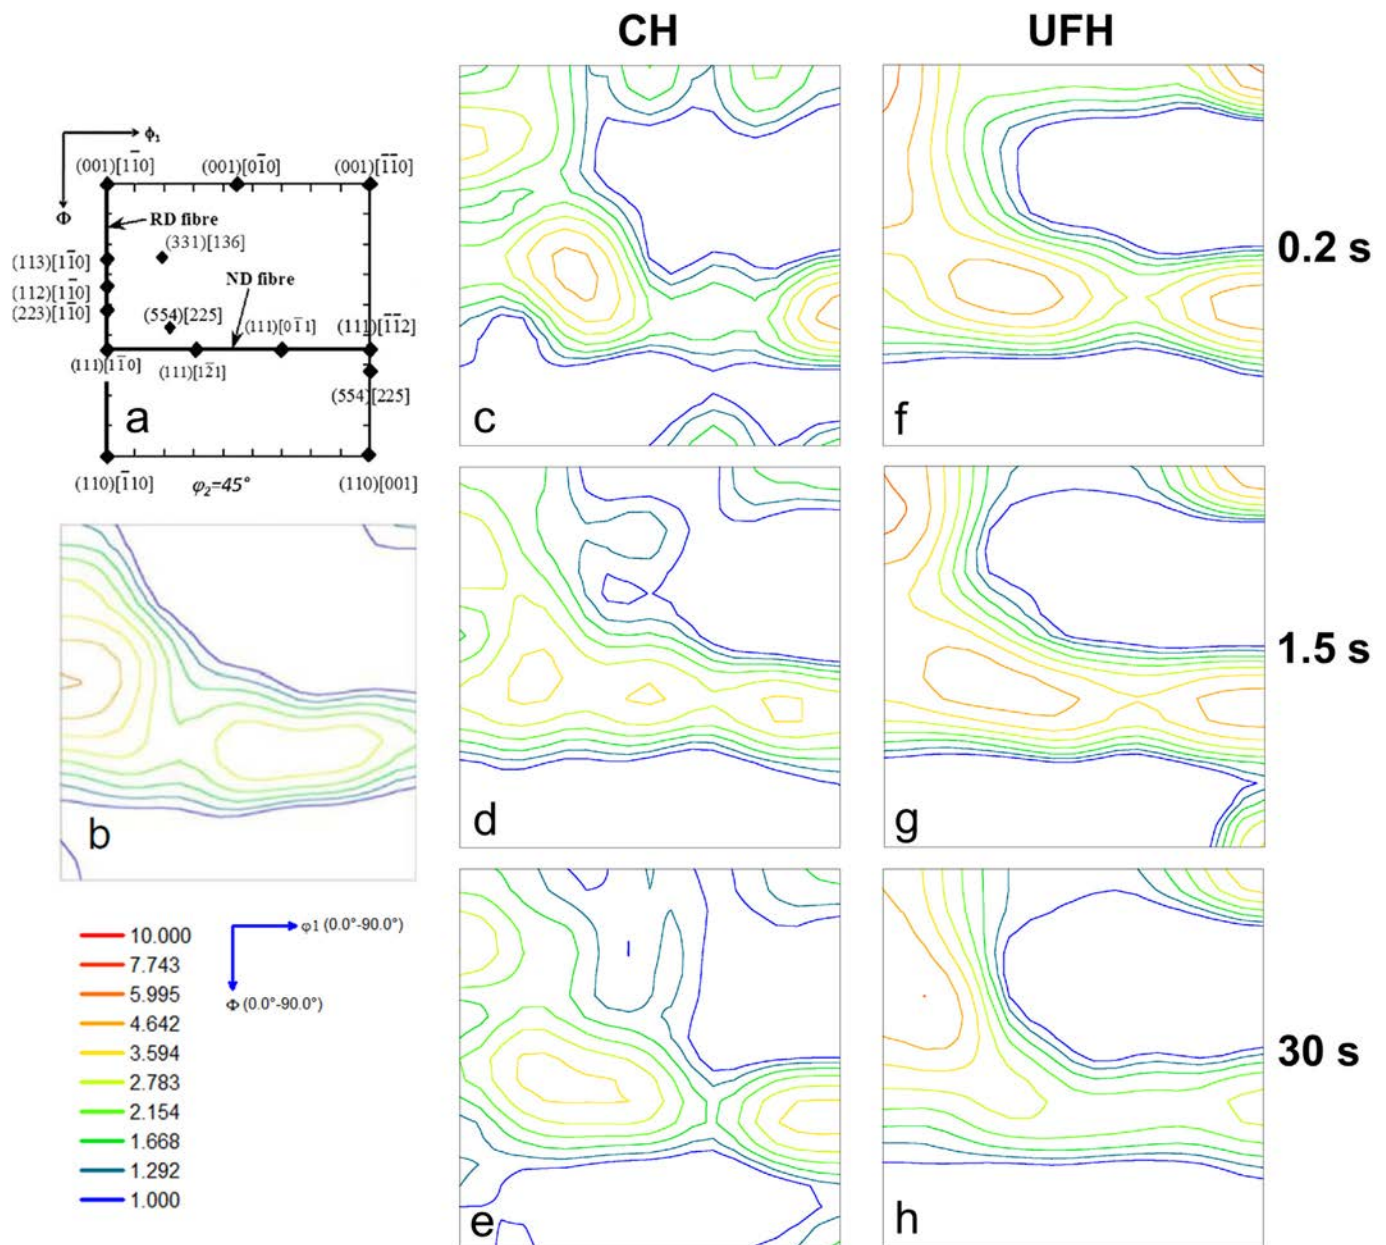 CH
UFH
ϕ₁
Φ
(001)[11̅0]
(001)[01̅0]
(001)[1̅1̅0]
RD fibre
(331)[136]
(113)[11̅0]
(112)[11̅0]
(223)[11̅0]
ND fibre
(554)[225]
(111)[01̅1]
(111)[1̅1̅2]
(111)[11̅0]
(111)[12̅1]
(554)[225]
a
(110)[1̅10]
φ₂=45°
(110)[001]
b
c
f
0.2 s
d
g
1.5 s
e
h
30 s
10.000
7.743
5.995
4.642
3.594
2.783
2.154
1.668
1.292
1.000
φ1 (0.0°-90.0°)
Φ (0.0°-90.0°)